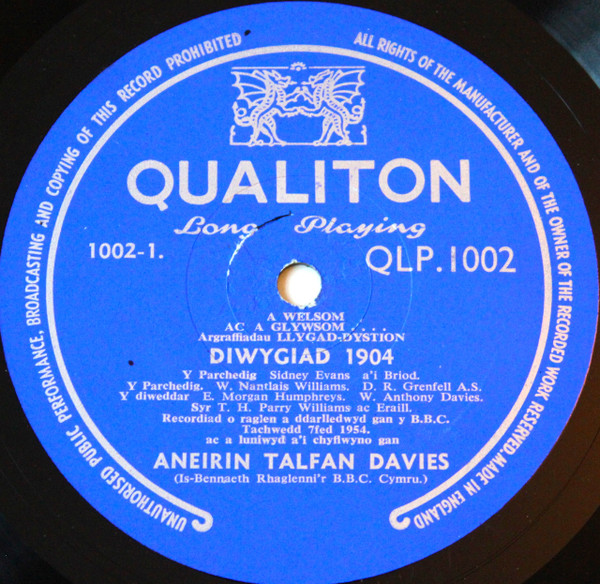 UNAUTHORISED PUBLIC PERFORMANCE, BROADCASTING AND COPYING OF THIS RECORD PROHIBITED
ALL RIGHTS OF THE MANUFACTURER AND OF THE OWNER OF THE RECORDED WORK RESERVED. MADE IN ENGLAND
QUALITON
Long Playing
1002-1.
QLP.1002
A WELSOM
AC A GLYWSOM ....
Argraffiadau LLYGAD-DYSTION
DIWYGIAD 1904
Y Parchedig Sidney Evans a'i Briod.
Y Parchedig. W. Nantlais Williams. D. R. Grenfell A.S.
Y diweddar E. Morgan Humphreys. W. Anthony Davies.
Syr T. H. Parry Williams ac Eraill.
Recordiad o raglen a ddarlledwyd gan y B.B.C.
Tachwedd 7fed 1954.
ac a luniwyd a'i chyflwyno gan
ANEIRIN TALFAN DAVIES
(Is-Bennaeth Rhaglenni'r B.B.C. Cymru.)